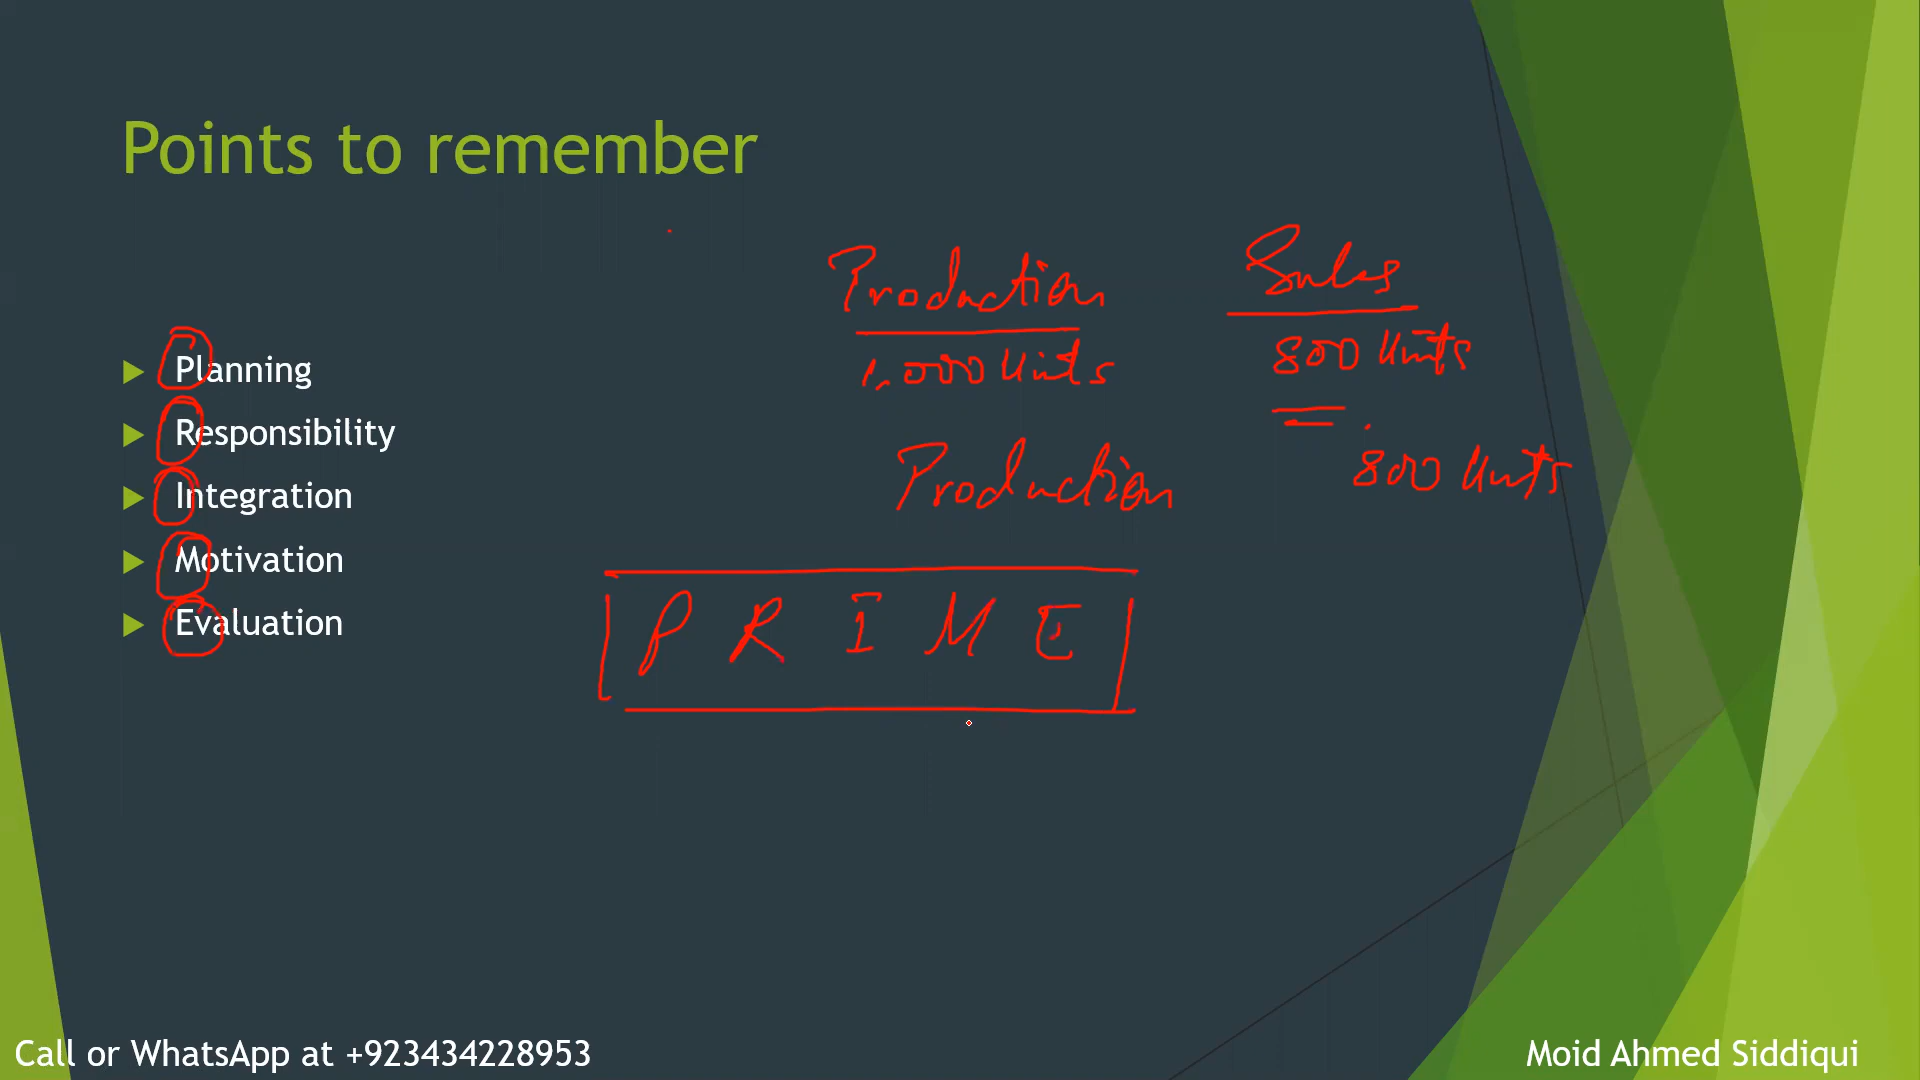 Points to remember
Production
Sales
1,000 Units
800 Units
Planning
Responsibility
Production
800 Units
Integration
Motivation
Evaluation
P R I M E
Call or WhatsApp at +923434228953
Moid Ahmed Siddiqui